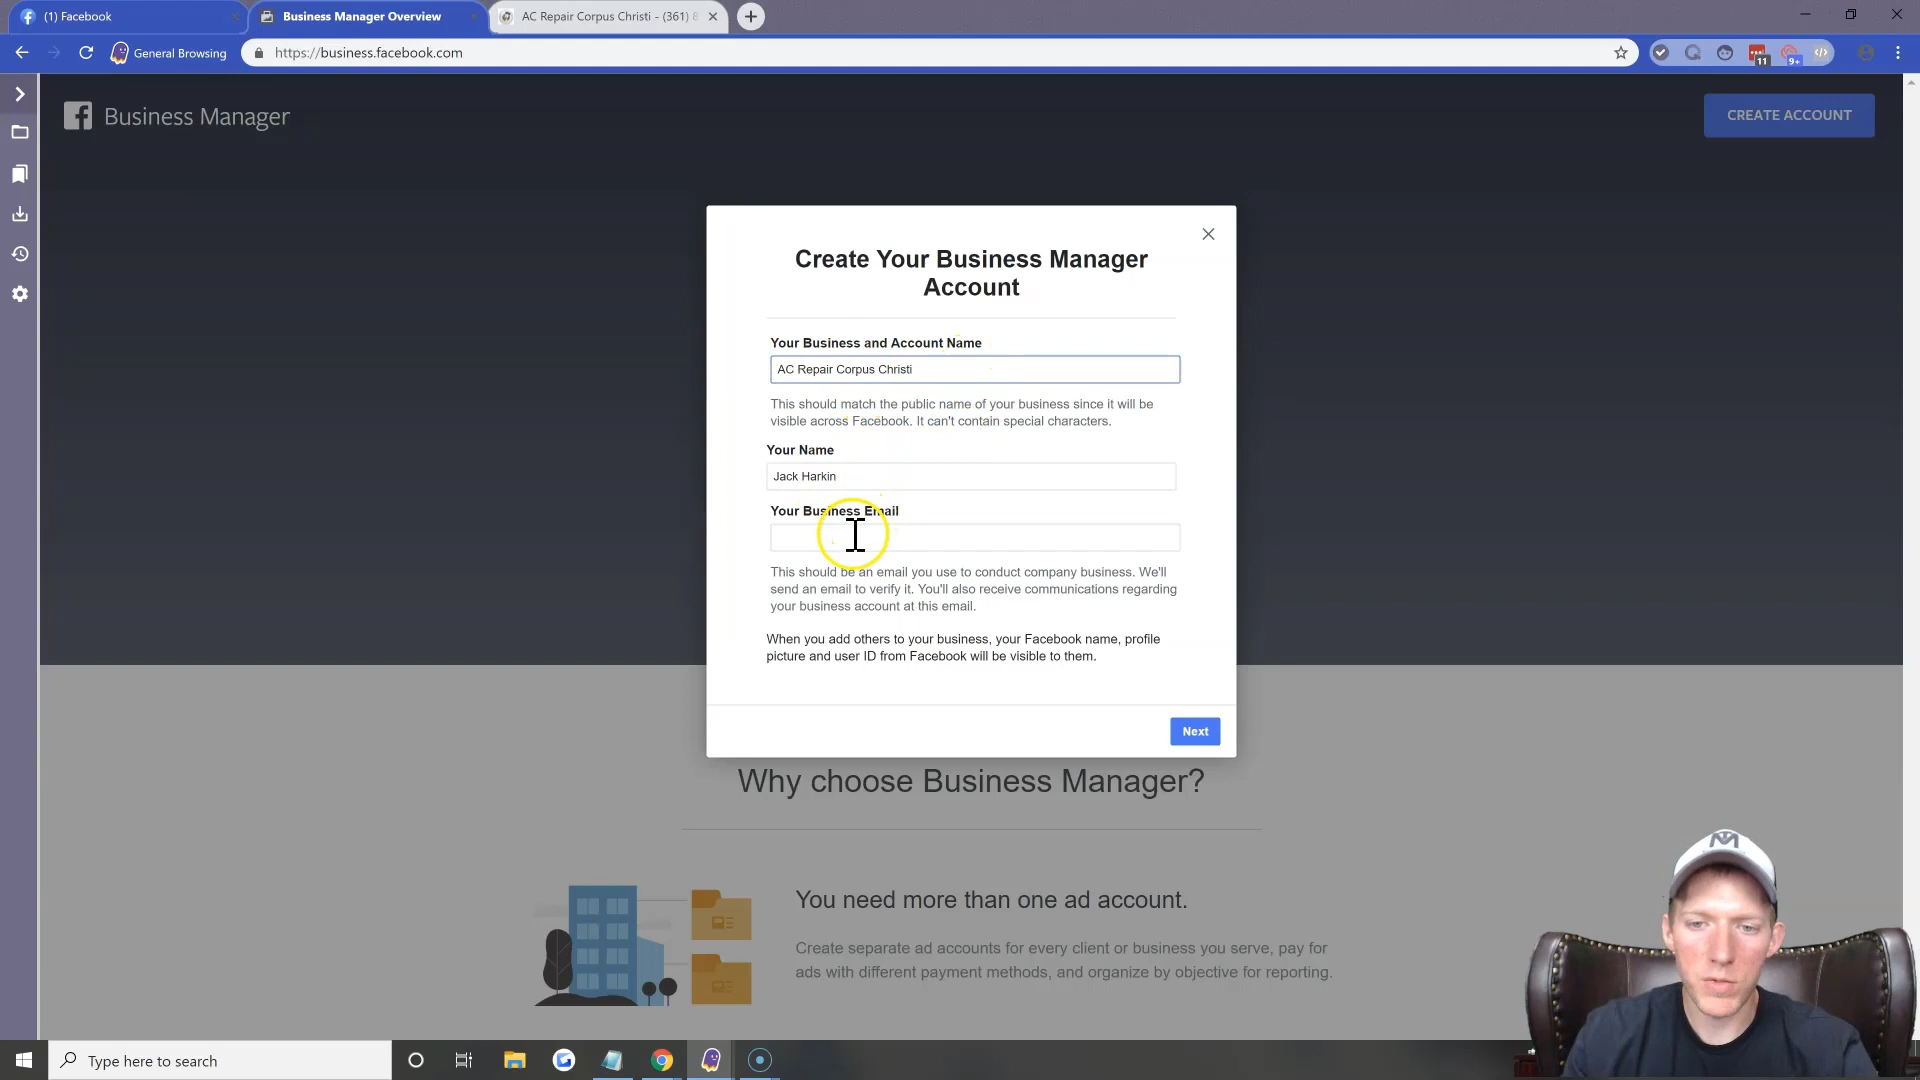 (1) Facebook
Business Manager Overview
AC Repair Corpus Christi - (361) 8
General Browsing
https://business.facebook.com
11
9+
Business Manager
CREATE ACCOUNT
Create Your Business Manager
Account
Your Business and Account Name
AC Repair Corpus Christi
This should match the public name of your business since it will be
visible across Facebook. It can't contain special characters.
Your Name
Jack Harkin
Your Business Email
This should be an email you use to conduct company business. We'll
send an email to verify it. You'll also receive communications regarding
your business account at this email.
When you add others to your business, your Facebook name, profile
picture and user ID from Facebook will be visible to them.
Next
Why choose Business Manager?
You need more than one ad account.
Create separate ad accounts for every client or business you serve, pay for
ads with different payment methods, and organize by objective for reporting.
Type here to search